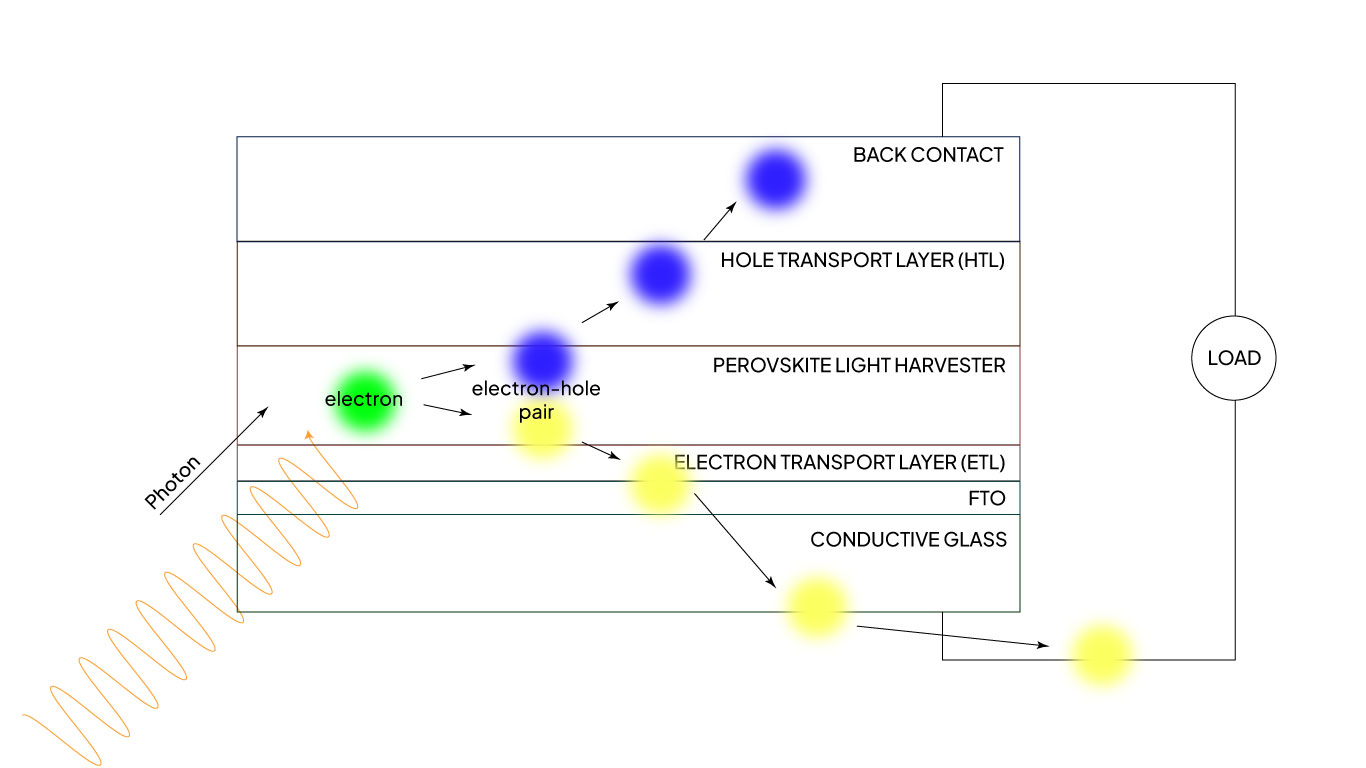 BACK CONTACT
HOLE TRANSPORT LAYER (HTL)
PEROVSKITE LIGHT HARVESTER
LOAD
electron
electron-hole
pair
Photon
ELECTRON TRANSPORT LAYER (ETL)
FTO
CONDUCTIVE GLASS